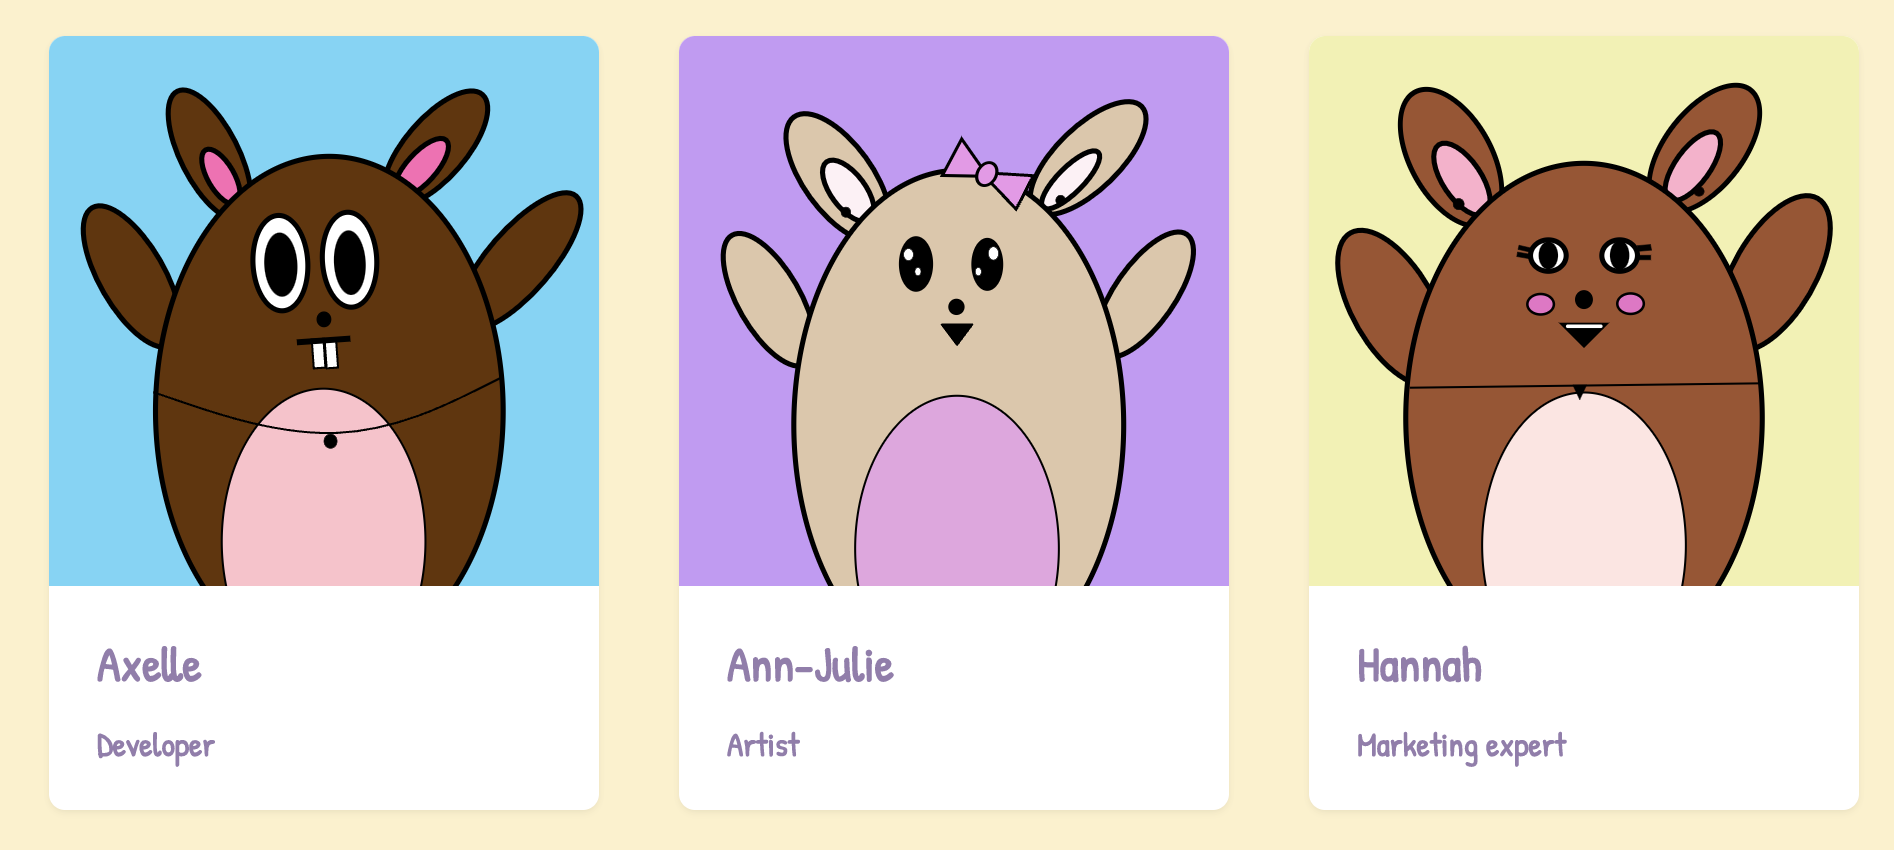 Axelle
Developer
Ann-Julie
Artist
Hannah
Marketing expert